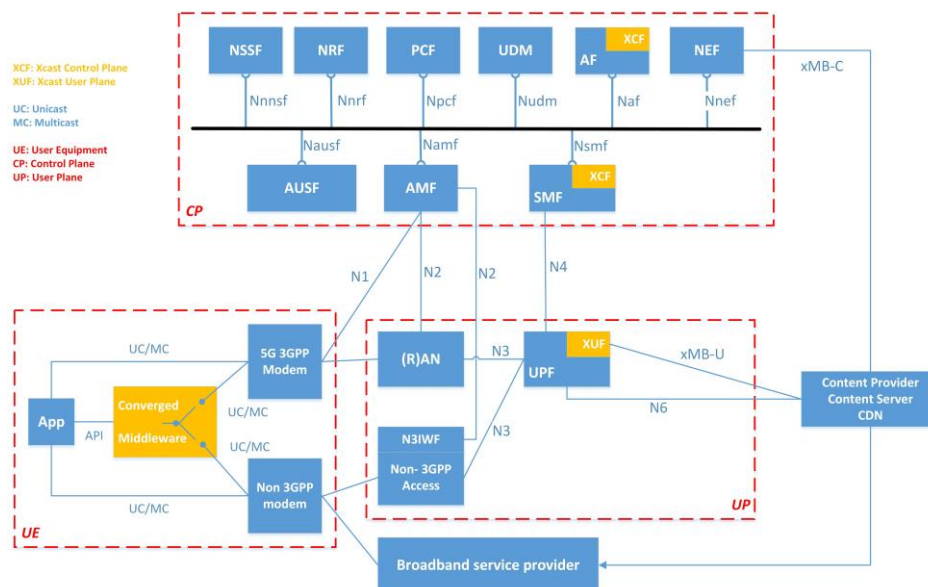 XCF: Xcast Control Plane
XUF: Xcast User Plane
UC: Unicast
MC: Multicast
UE: User Equipment
CP: Control Plane
UP: User Plane
NSSF
NRF
PCF
UDM
XCF
AF
NEF
xMB-C
Nnnsf
Nnrf
Npcf
Nudm
Naf
Nnef
Nausf
Namf
Nsmf
AUSF
AMF
XCF
SMF
CP
N1
N2
N2
N4
UC/MC
5G 3GPP
Modem
(R)AN
N3
XUF
UPF
xMB-U
Content Provider
Content Server
CDN
N6
App
API
Converged
Middleware
UC/MC
UC/MC
N3IWF
Non- 3GPP
Access
N3
Non 3GPP
modem
UC/MC
UE
UP
Broadband service provider